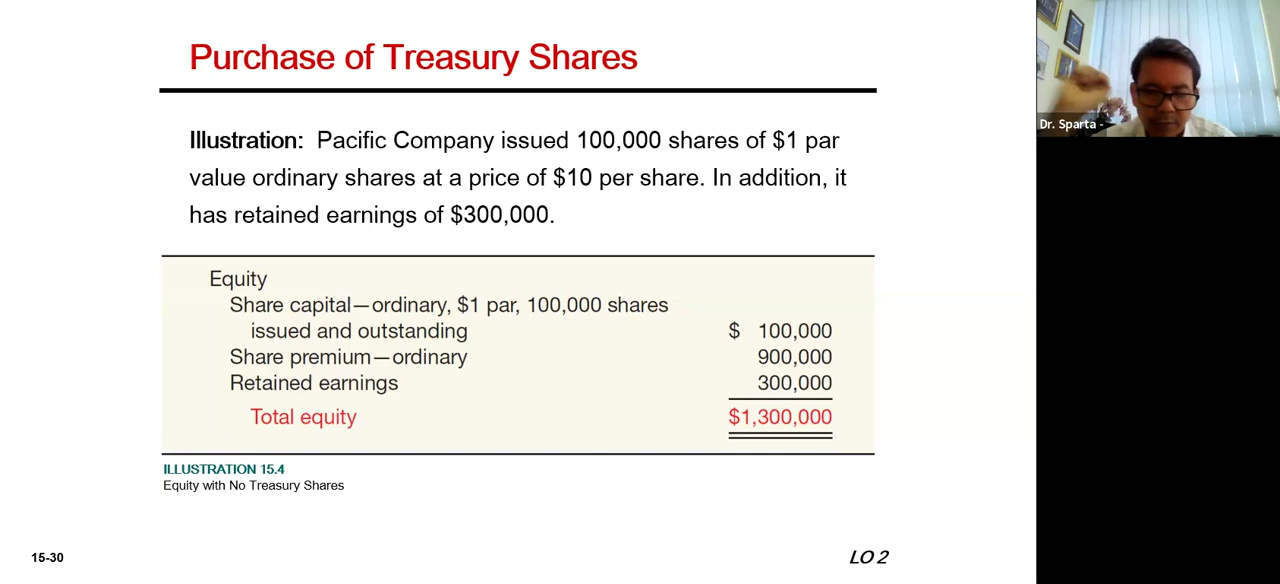 Purchase of Treasury Shares
Illustration: Pacific Company issued 100,000 shares of $1 par
value ordinary shares at a price of $10 per share. In addition, it
has retained earnings of $300,000.
Equity
Share capital—ordinary, $1 par, 100,000 shares
issued and outstanding $ 100,000
Share premium—ordinary 900,000
Retained earnings 300,000
Total equity $1,300,000
ILLUSTRATION 15.4
Equity with No Treasury Shares
15-30
LO 2
Dr. Sparta -